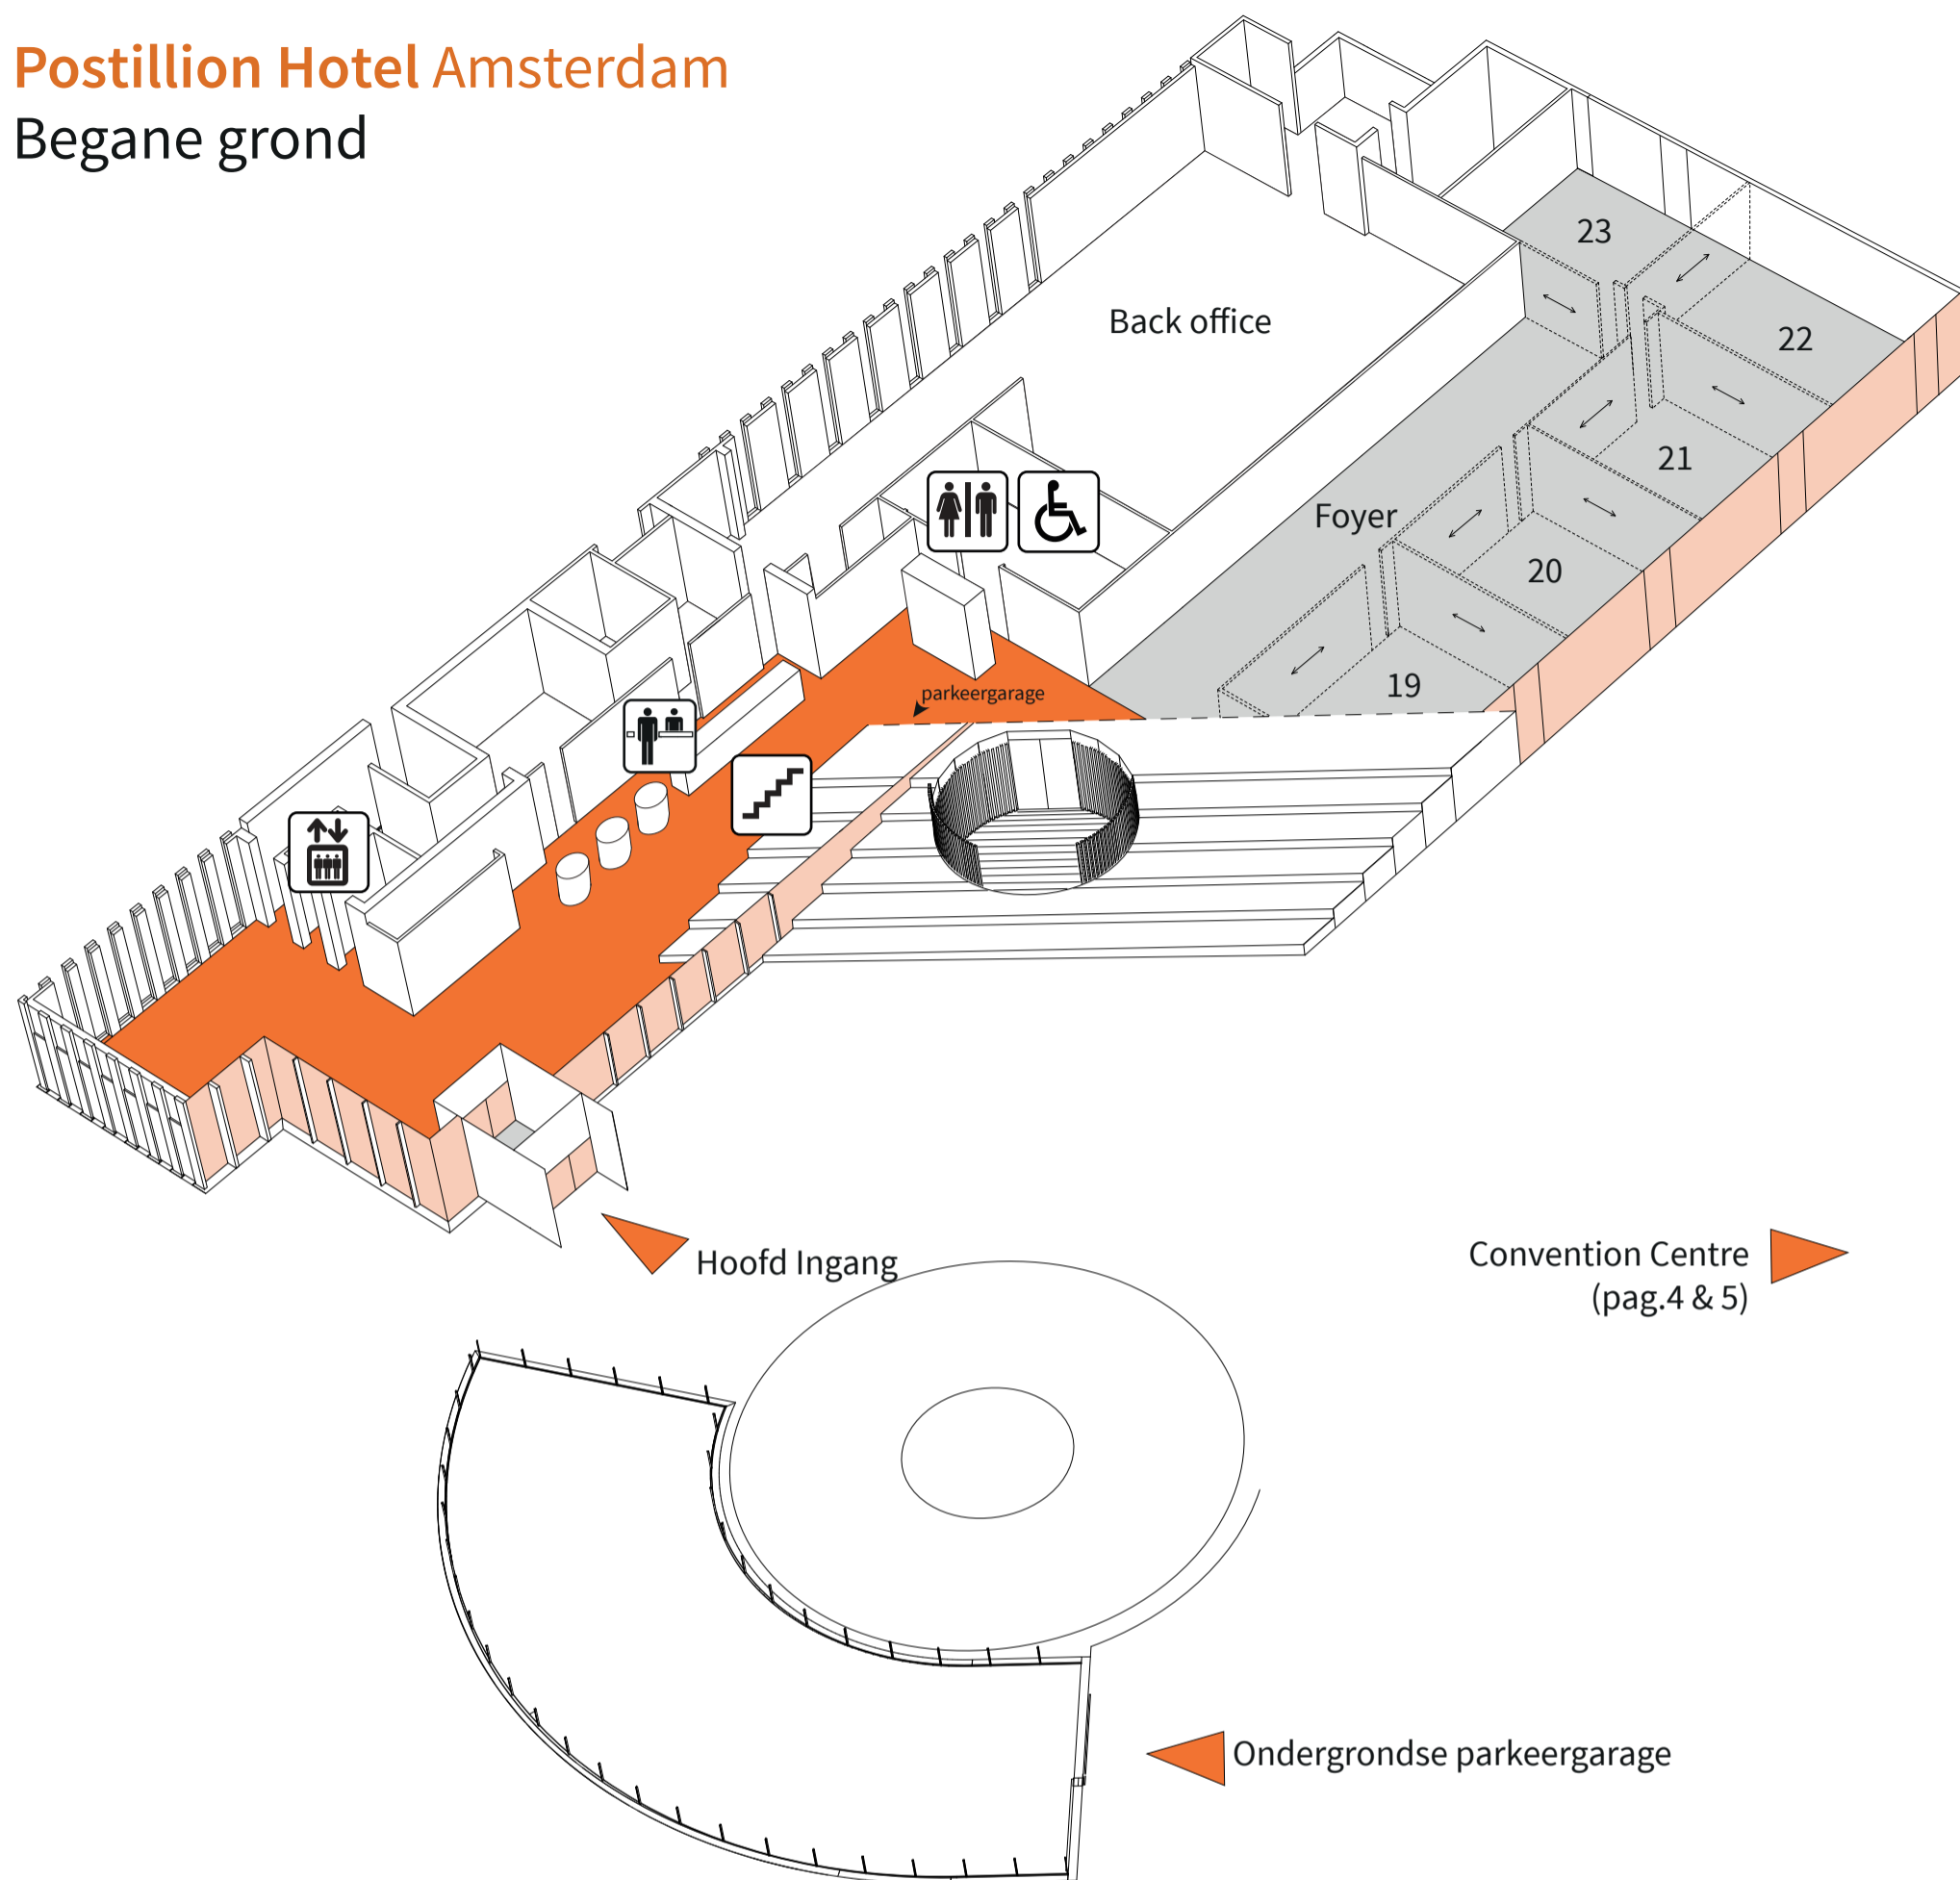 Postillion Hotel Amsterdam
Begane grond
23
Back office
22
21
Foyer
20
19
parkeergarage
Hoofd Ingang
Convention Centre
(pag.4 & 5)
Ondergrondse parkeergarage